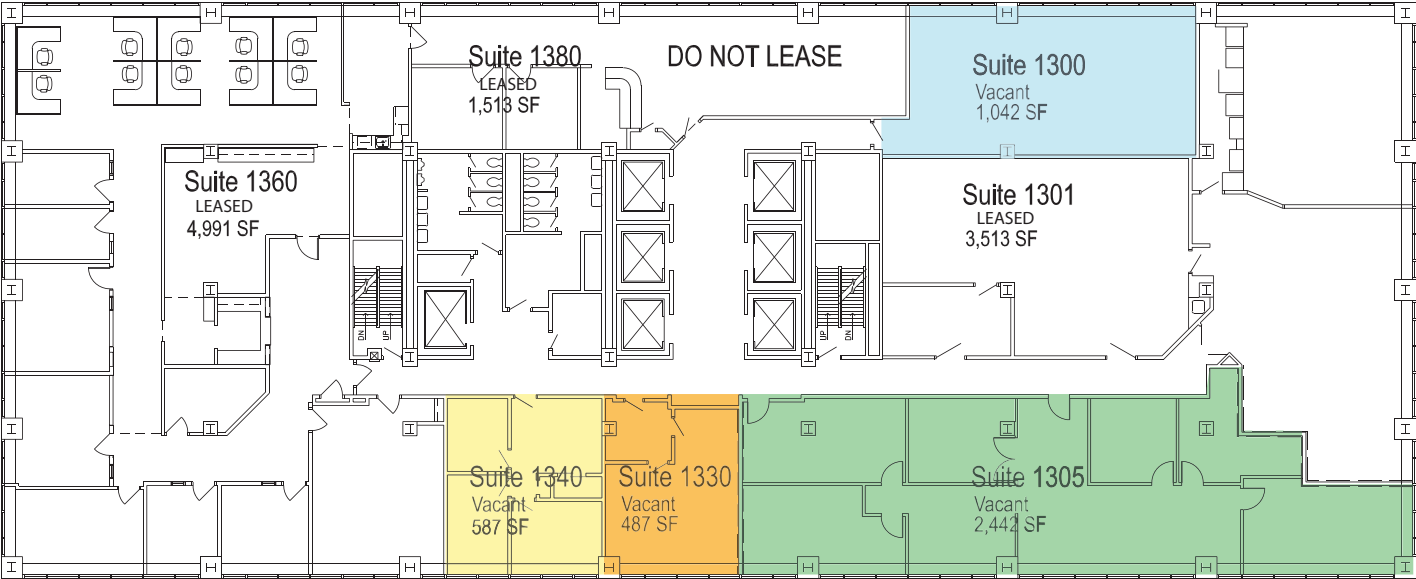 Suite 1380
LEASED
1,513 SF
DO NOT LEASE
Suite 1300
Vacant
1,042 SF
Suite 1360
LEASED
4,991 SF
Suite 1301
LEASED
3,513 SF
DN
UP
UP
DN
Suite 1340
Vacant
587 SF
Suite 1330
Vacant
487 SF
Suite 1305
Vacant
2,442 SF